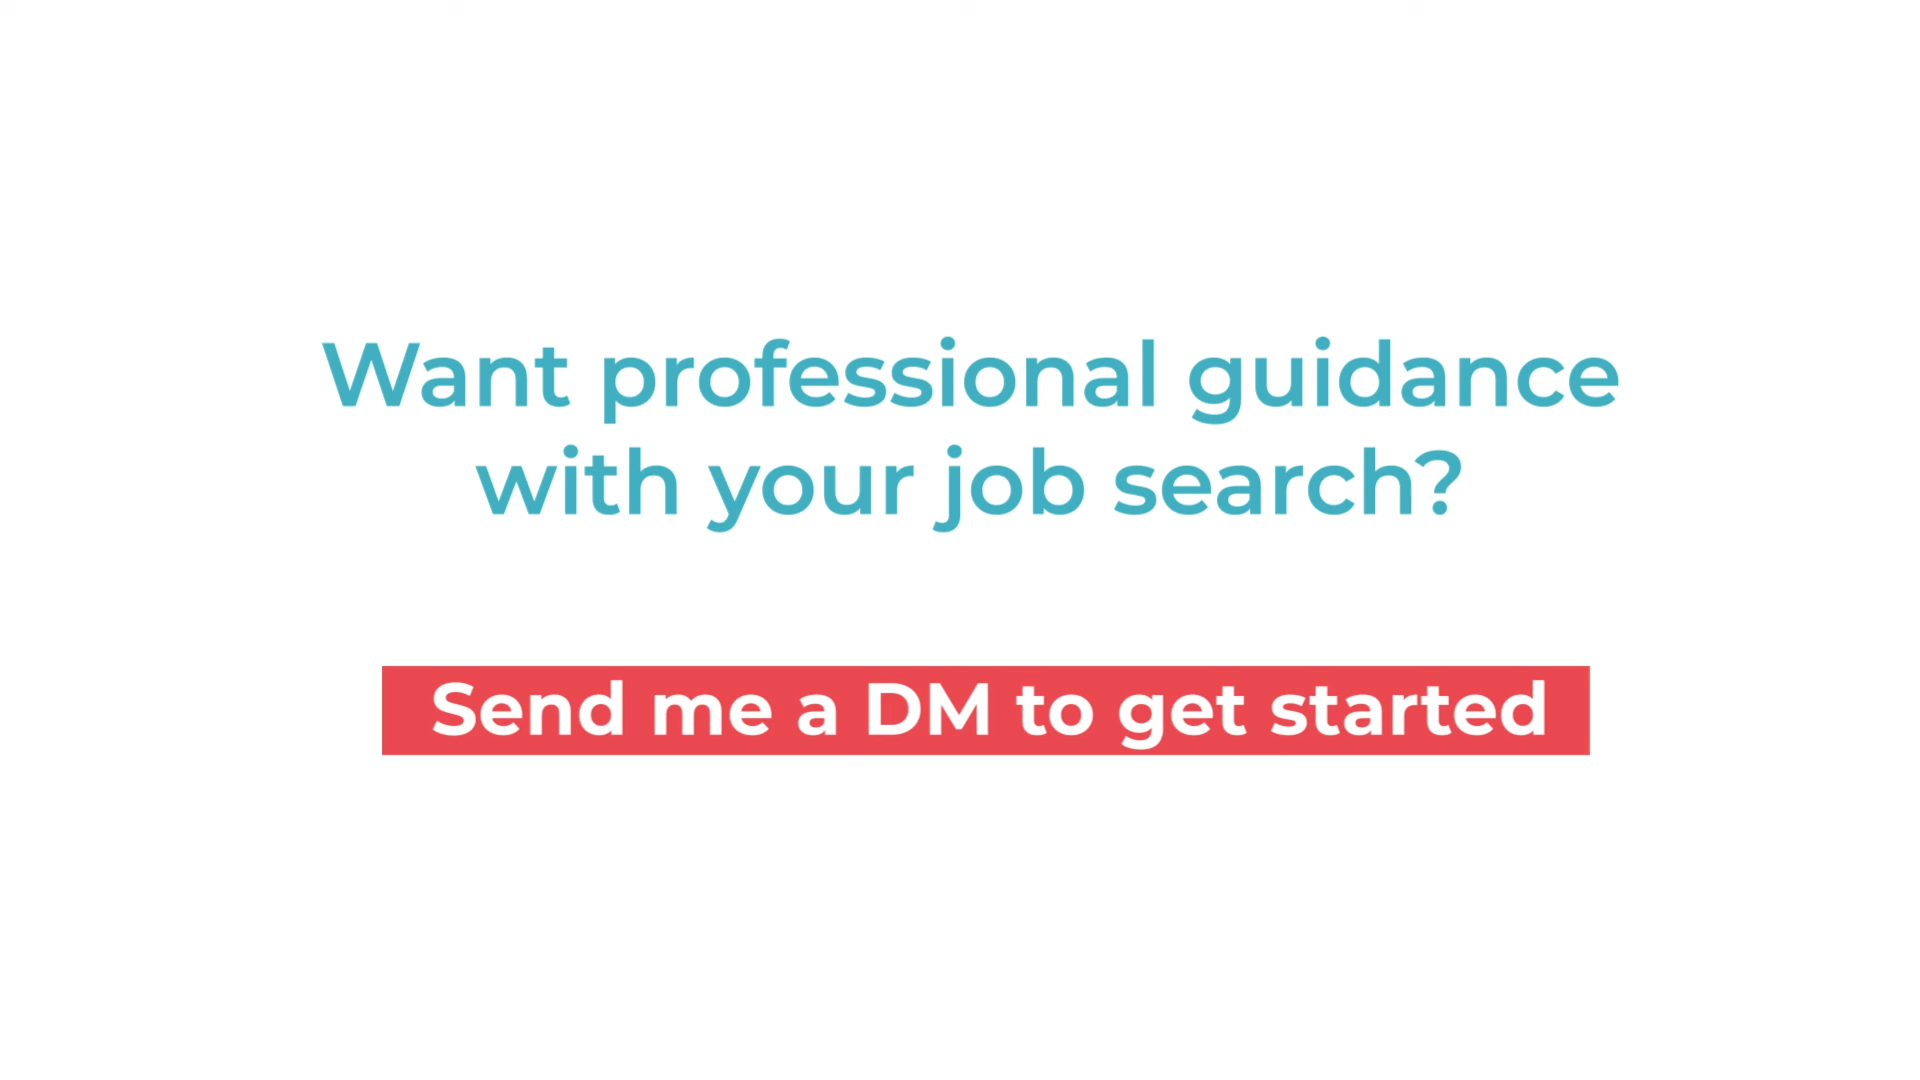 Want professional guidance
with your job search?
Send me a DM to get started